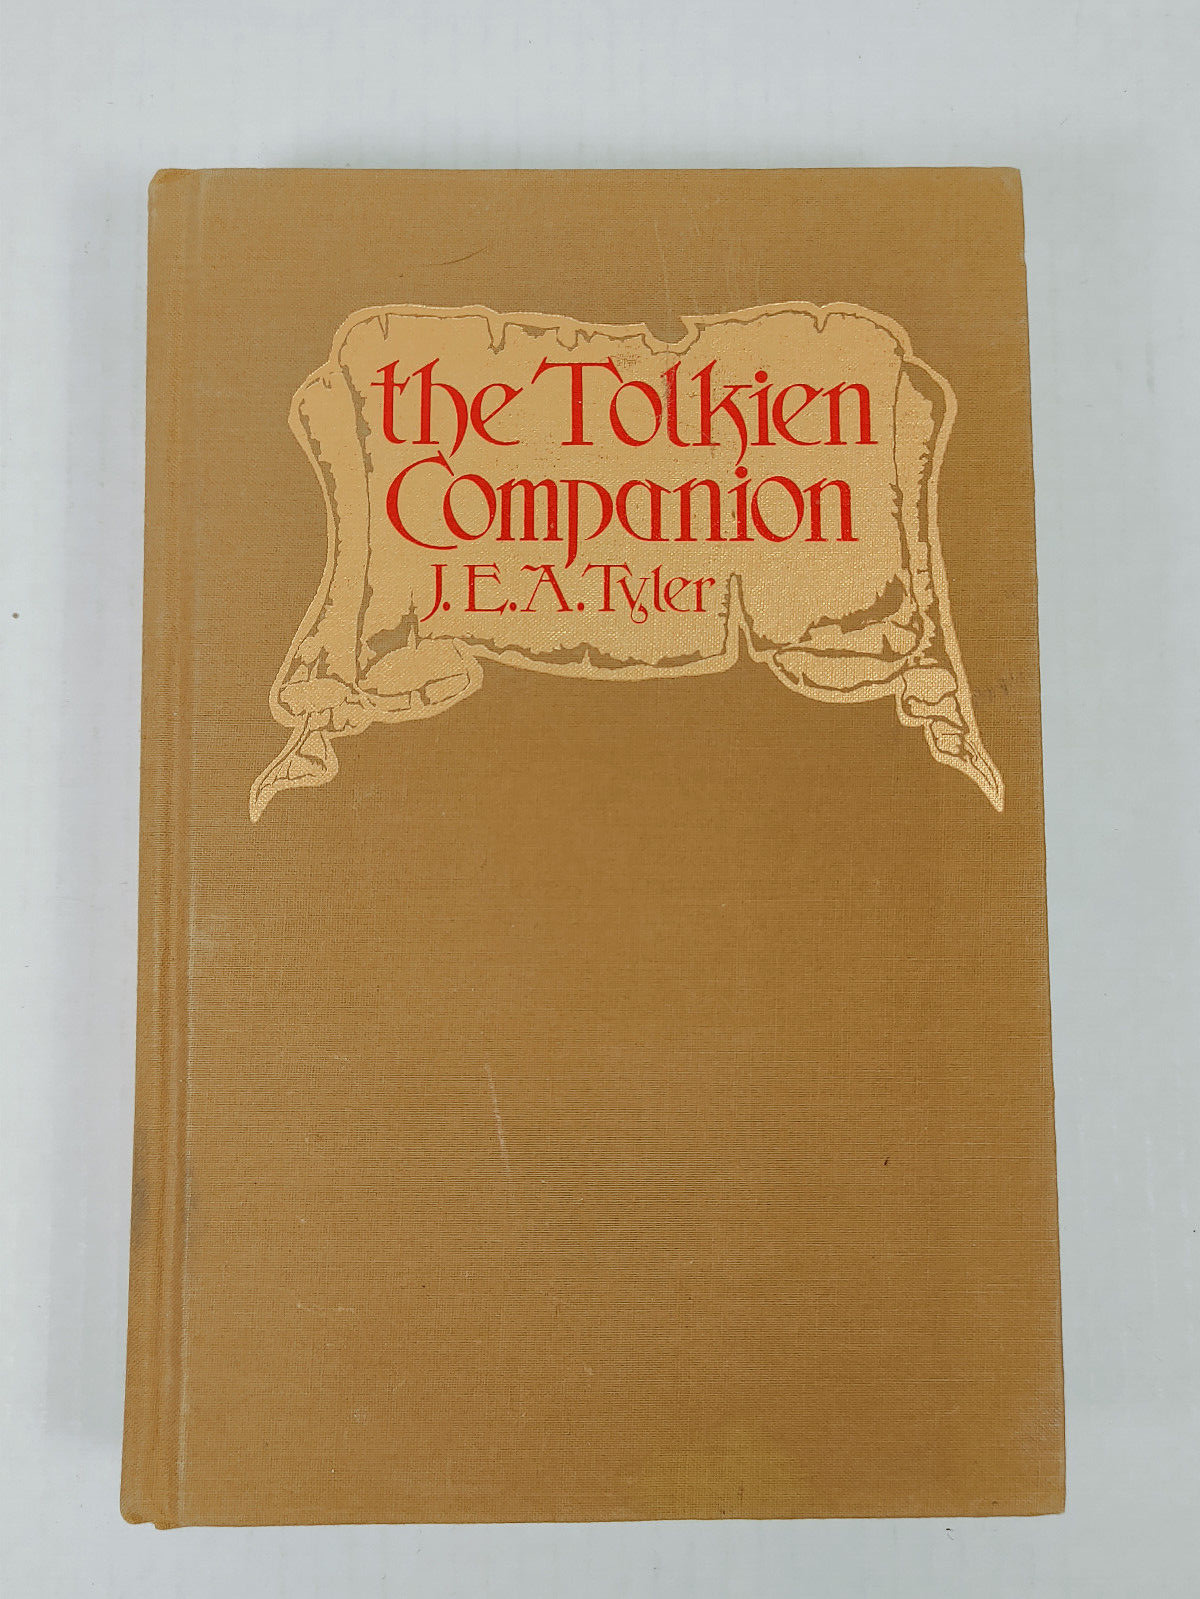 the Tolkien
Companion
J. E. A. Tyler